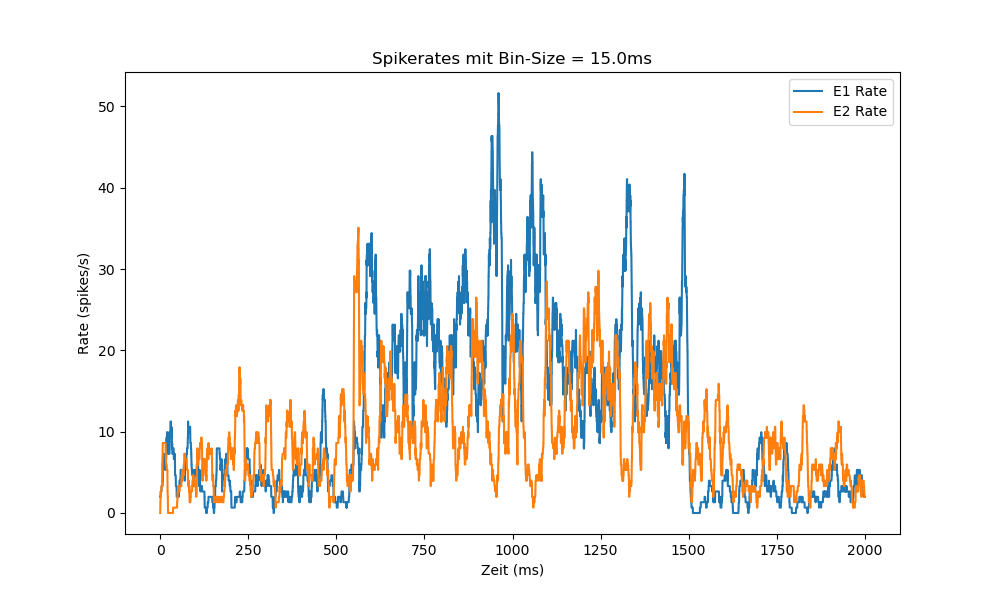 Spikerates mit Bin-Size = 15.0ms
E1 Rate
E2 Rate
50
40
30
20
10
0
Rate (spikes/s)
0 250 500 750 1000 1250 1500 1750 2000
Zeit (ms)